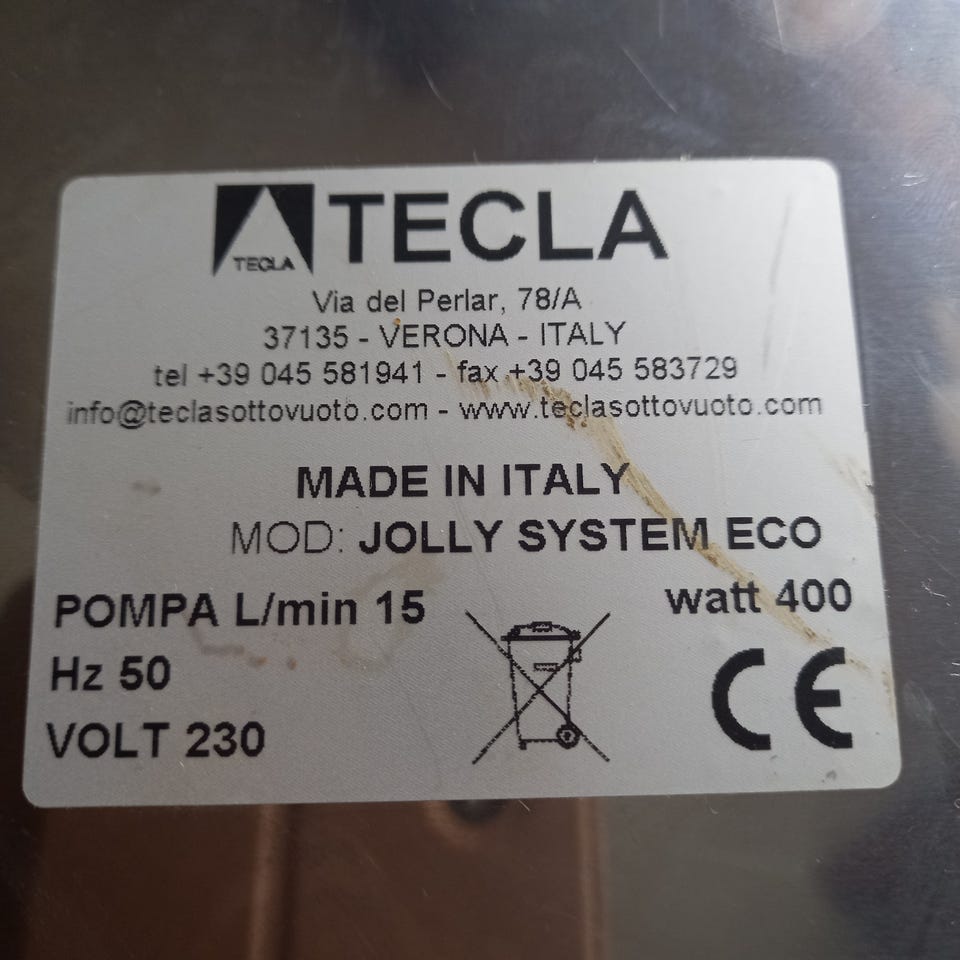 TECLA
TECLA
Via del Perlar, 78/A
37135 - VERONA - ITALY
tel +39 045 581941 - fax +39 045 583729
info@teclasottovuoto.com - www.teclasottovuoto.com
MADE IN ITALY
MOD: JOLLY SYSTEM ECO
POMPA L/min 15
watt 400
Hz 50
VOLT 230
CE